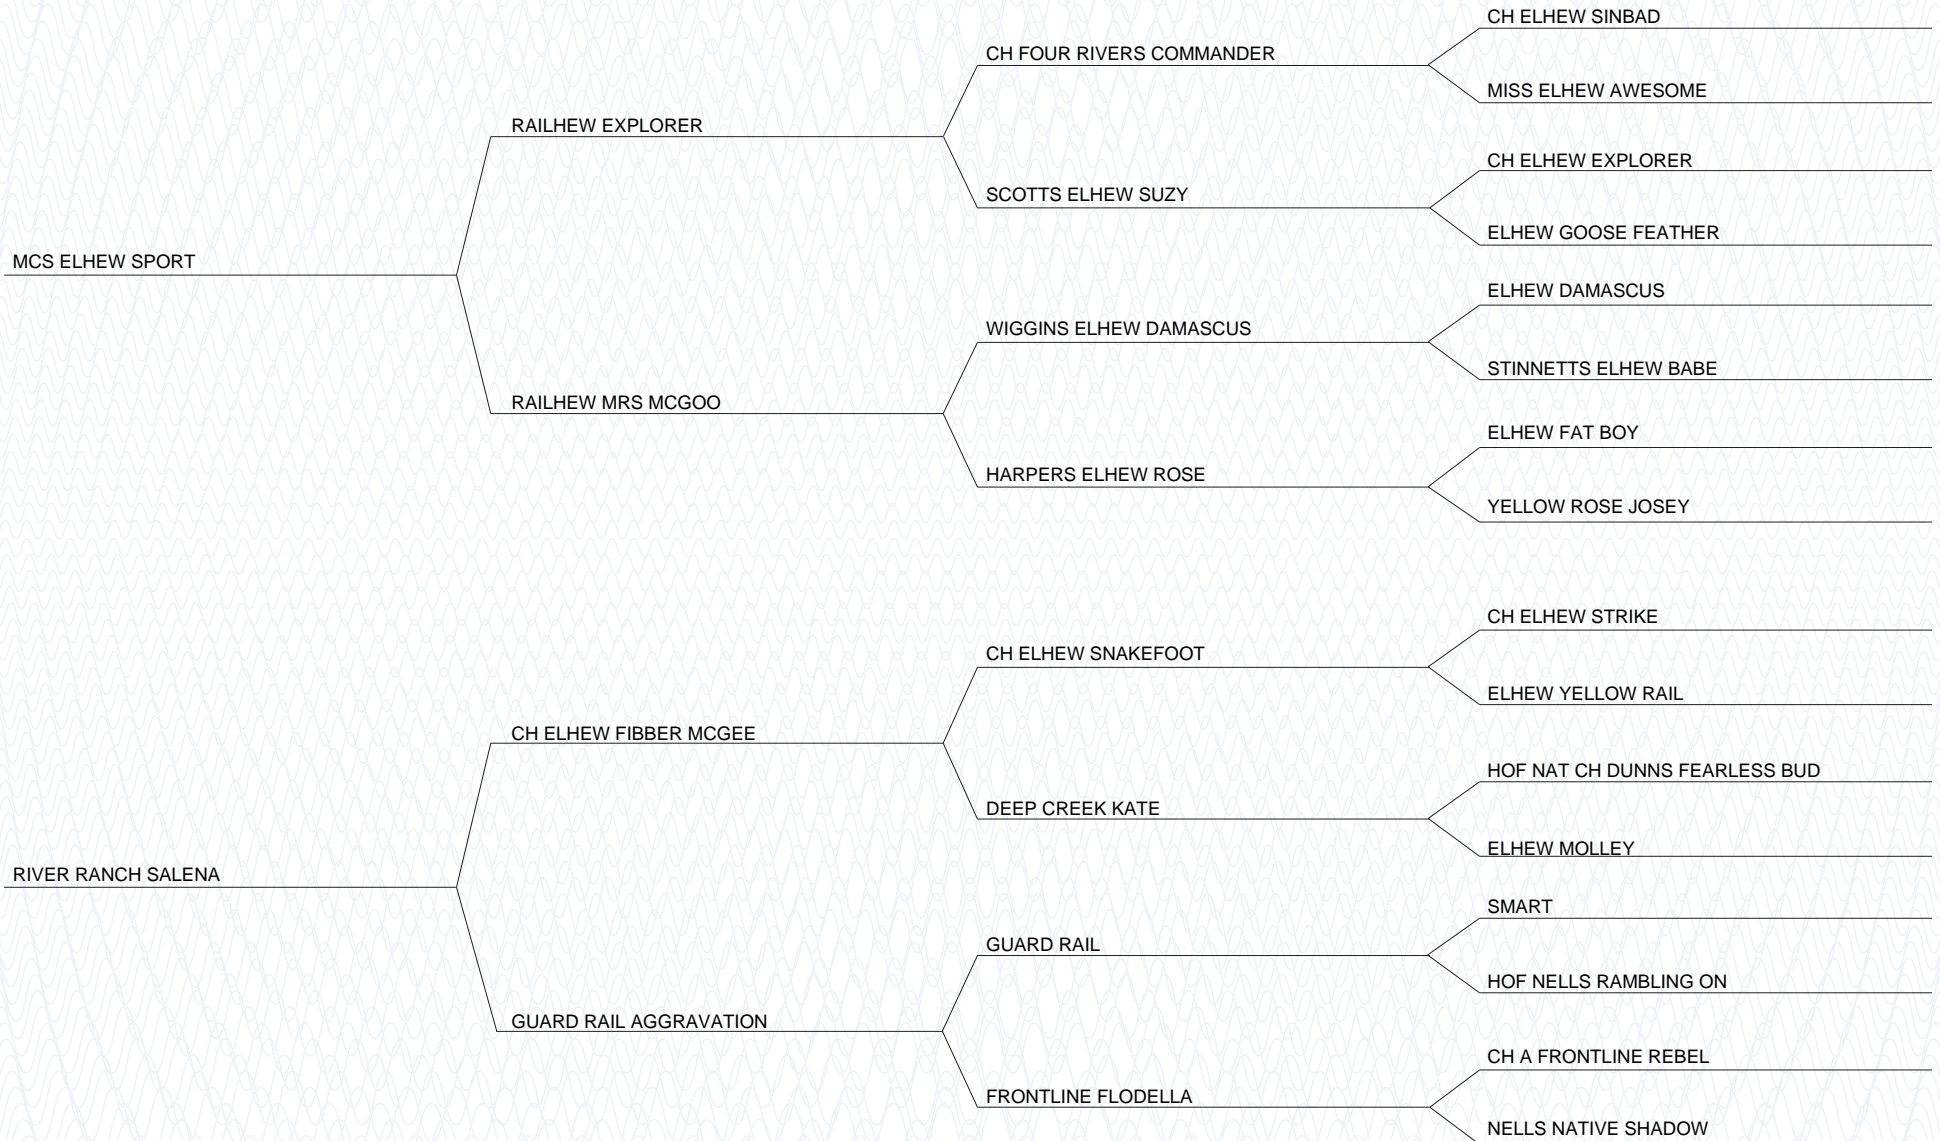 CH ELHEW SINBAD
CH FOUR RIVERS COMMANDER
MISS ELHEW AWESOME
RAILHEW EXPLORER
CH ELHEW EXPLORER
SCOTTS ELHEW SUZY
ELHEW GOOSE FEATHER
MCS ELHEW SPORT
ELHEW DAMASCUS
WIGGINS ELHEW DAMASCUS
STINNETTS ELHEW BABE
RAILHEW MRS MCGOO
ELHEW FAT BOY
HARPERS ELHEW ROSE
YELLOW ROSE JOSEY
CH ELHEW STRIKE
CH ELHEW SNAKEFOOT
ELHEW YELLOW RAIL
CH ELHEW FIBBER MCGEE
HOF NAT CH DUNNS FEARLESS BUD
DEEP CREEK KATE
ELHEW MOLLEY
RIVER RANCH SALENA
SMART
GUARD RAIL
HOF NELLS RAMBLING ON
GUARD RAIL AGGRAVATION
CH A FRONTLINE REBEL
FRONTLINE FLODELLA
NELLS NATIVE SHADOW